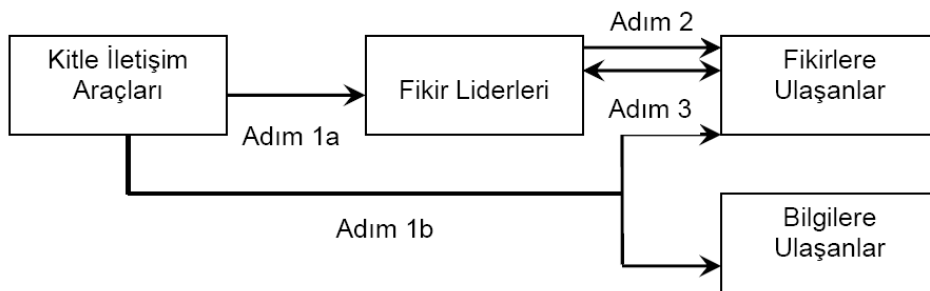 Adım 2
Kitle İletişim
Araçları
Fikir Liderleri
Fikirlere
Ulaşanlar
Adım 1a
Adım 3
Adım 1b
Bilgilere
Ulaşanlar